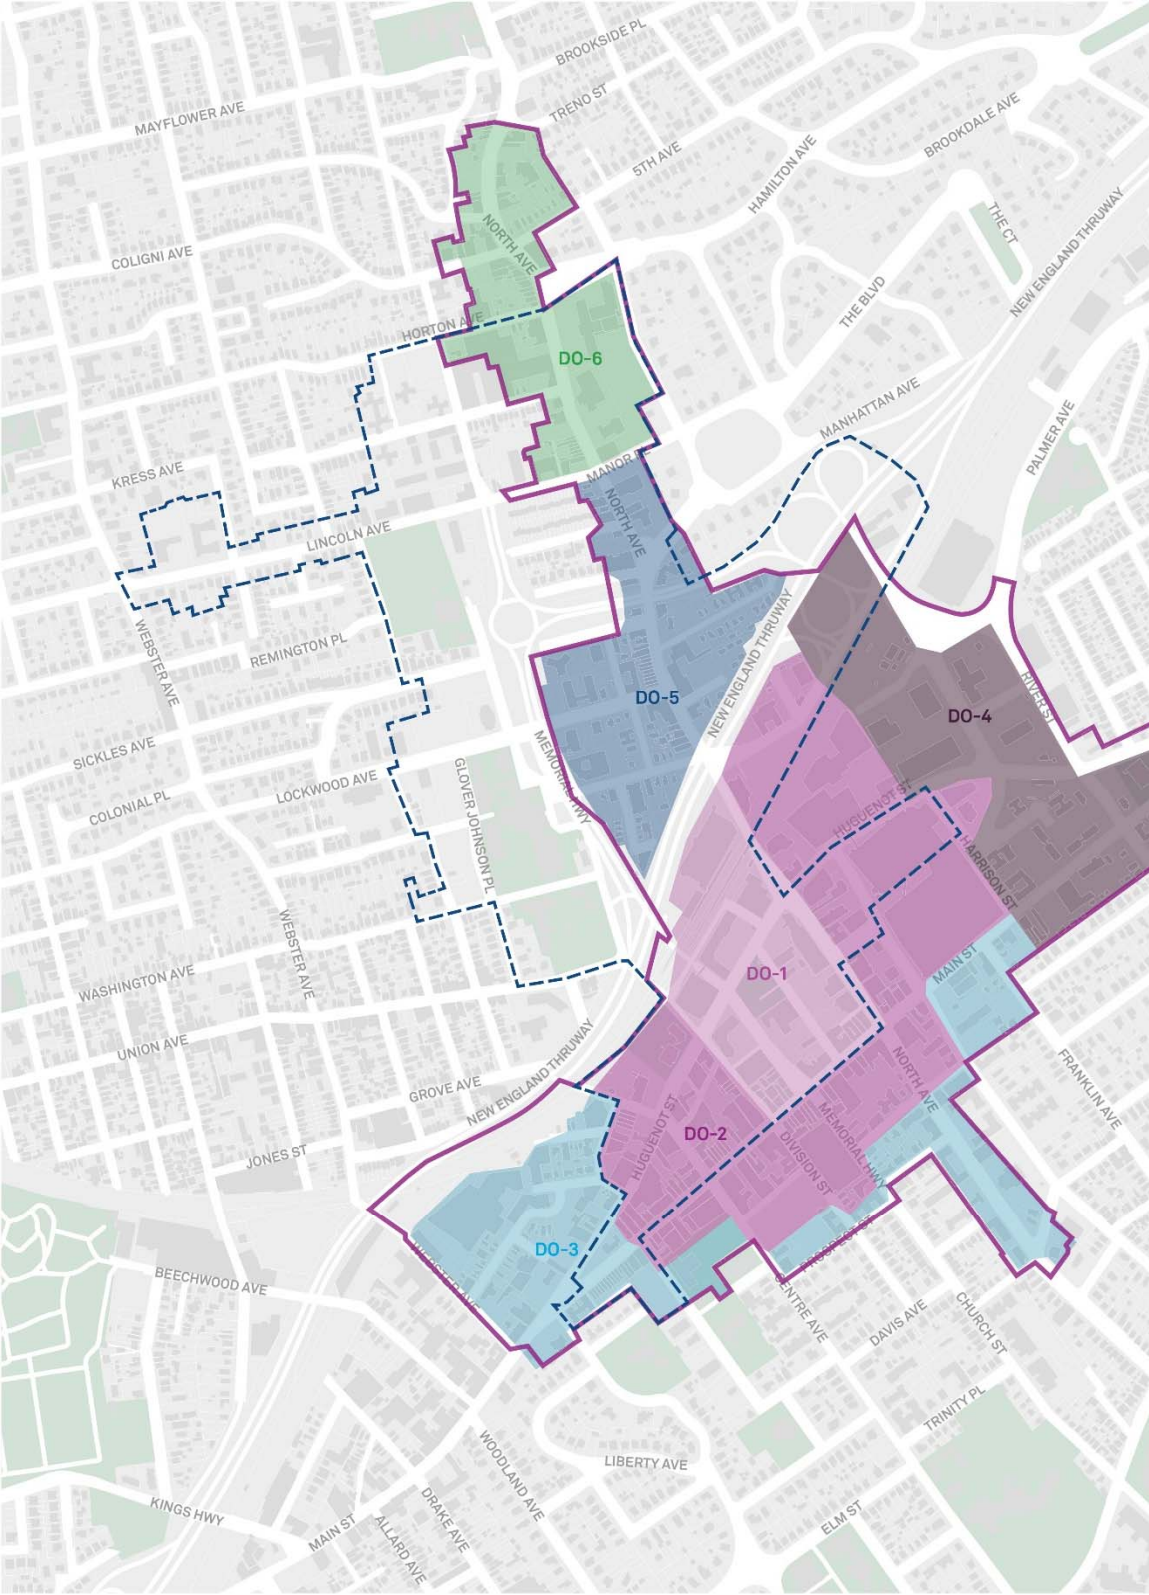 BROOKSIDE PL
TRENO ST
MAYFLOWER AVE
BROOKDALE AVE
5TH AVE
HAMILTON AVE
THE CT
NORTH AVE
COLIGNI AVE
NEW ENGLAND THRUWAY
THE BLVD
HORTON AVE
DO-6
MANHATTAN AVE
PALMER AVE
KRESS AVE
MANOR PL
NORTH AVE
LINCOLN AVE
NEW ENGLAND THRUWAY
WEBSTER AVE
REMINGTON PL
DO-5
RIVER ST
DO-4
SICKLES AVE
MEMORIAL HWY
LOCKWOOD AVE
COLONIAL PL
GLOVER JOHNSON PL
HUGUENOT ST
HARRISON ST
WEBSTER AVE
MAIN ST
DO-1
WASHINGTON AVE
UNION AVE
NEW ENGLAND THRUWAY
GROVE AVE
NORTH AVE
FRANKLIN AVE
HUGUENOT ST
DO-2
MEMORIAL HWY
DIVISION ST
JONES ST
DO-3
PROSPECT ST
WEBSTER AVE
BEECHWOOD AVE
CENTRE AVE
DAVIS AVE
CHURCH ST
TRINITY PL
WOODLAND AVE
LIBERTY AVE
KINGS HWY
DRAKE AVE
MAIN ST
ALLARD AVE
ELM ST